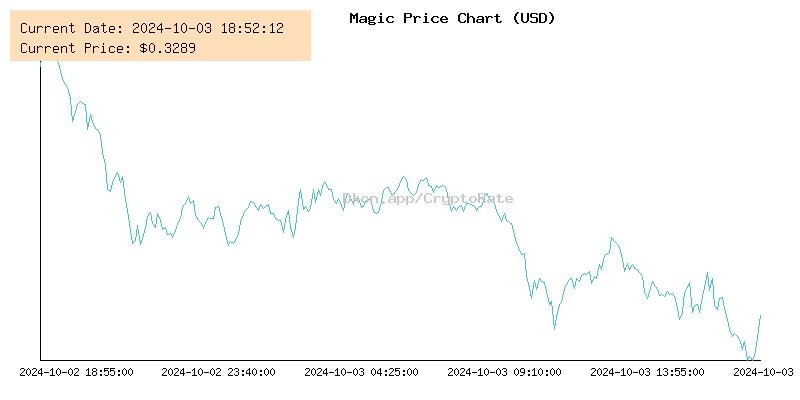 Magic Price Chart (USD)
Current Date: 2024-10-03 18:52:12
Current Price: $0.3289
Dkon.app/CryptoRate
2024-10-02 18:55:00 2024-10-02 23:40:00 2024-10-03 04:25:00 2024-10-03 09:10:00 2024-10-03 13:55:00 2024-10-03